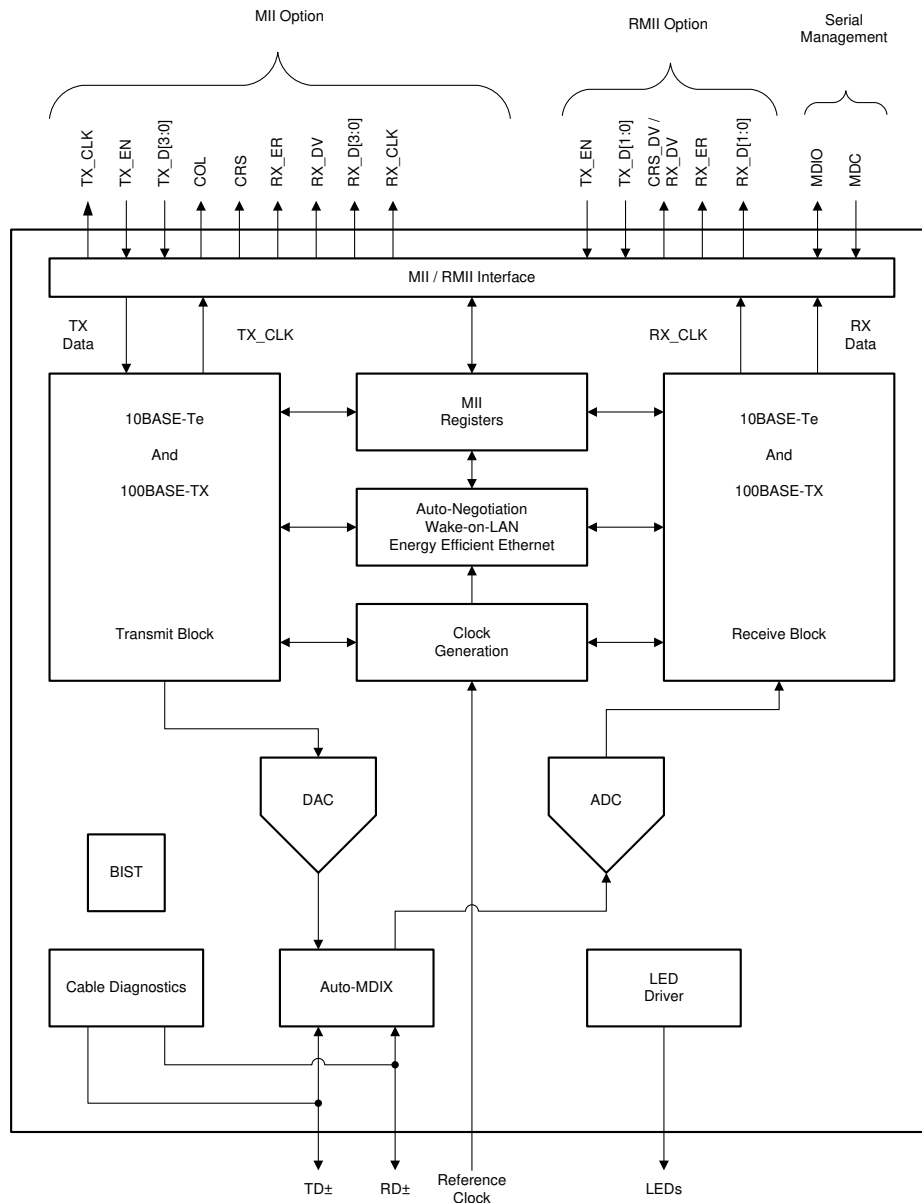 MII Option
RMII Option
Serial
Management
TX_CLK
TX_EN
TX_D[3:0]
COL
CRS
RX_ER
RX_DV
RX_D[3:0]
RX_CLK
TX_EN
TX_D[1:0]
CRS_DV /
RX_DV
RX_ER
RX_D[1:0]
MDIO
MDC
MII / RMII Interface
TX
Data
TX_CLK
RX_CLK
RX
Data
10BASE-Te
And
100BASE-TX
Transmit Block
MII
Registers
Auto-Negotiation
Wake-on-LAN
Energy Efficient Ethernet
Clock
Generation
10BASE-Te
And
100BASE-TX
Receive Block
DAC
ADC
BIST
Cable Diagnostics
Auto-MDIX
LED
Driver
TD±
RD±
Reference
Clock
LEDs